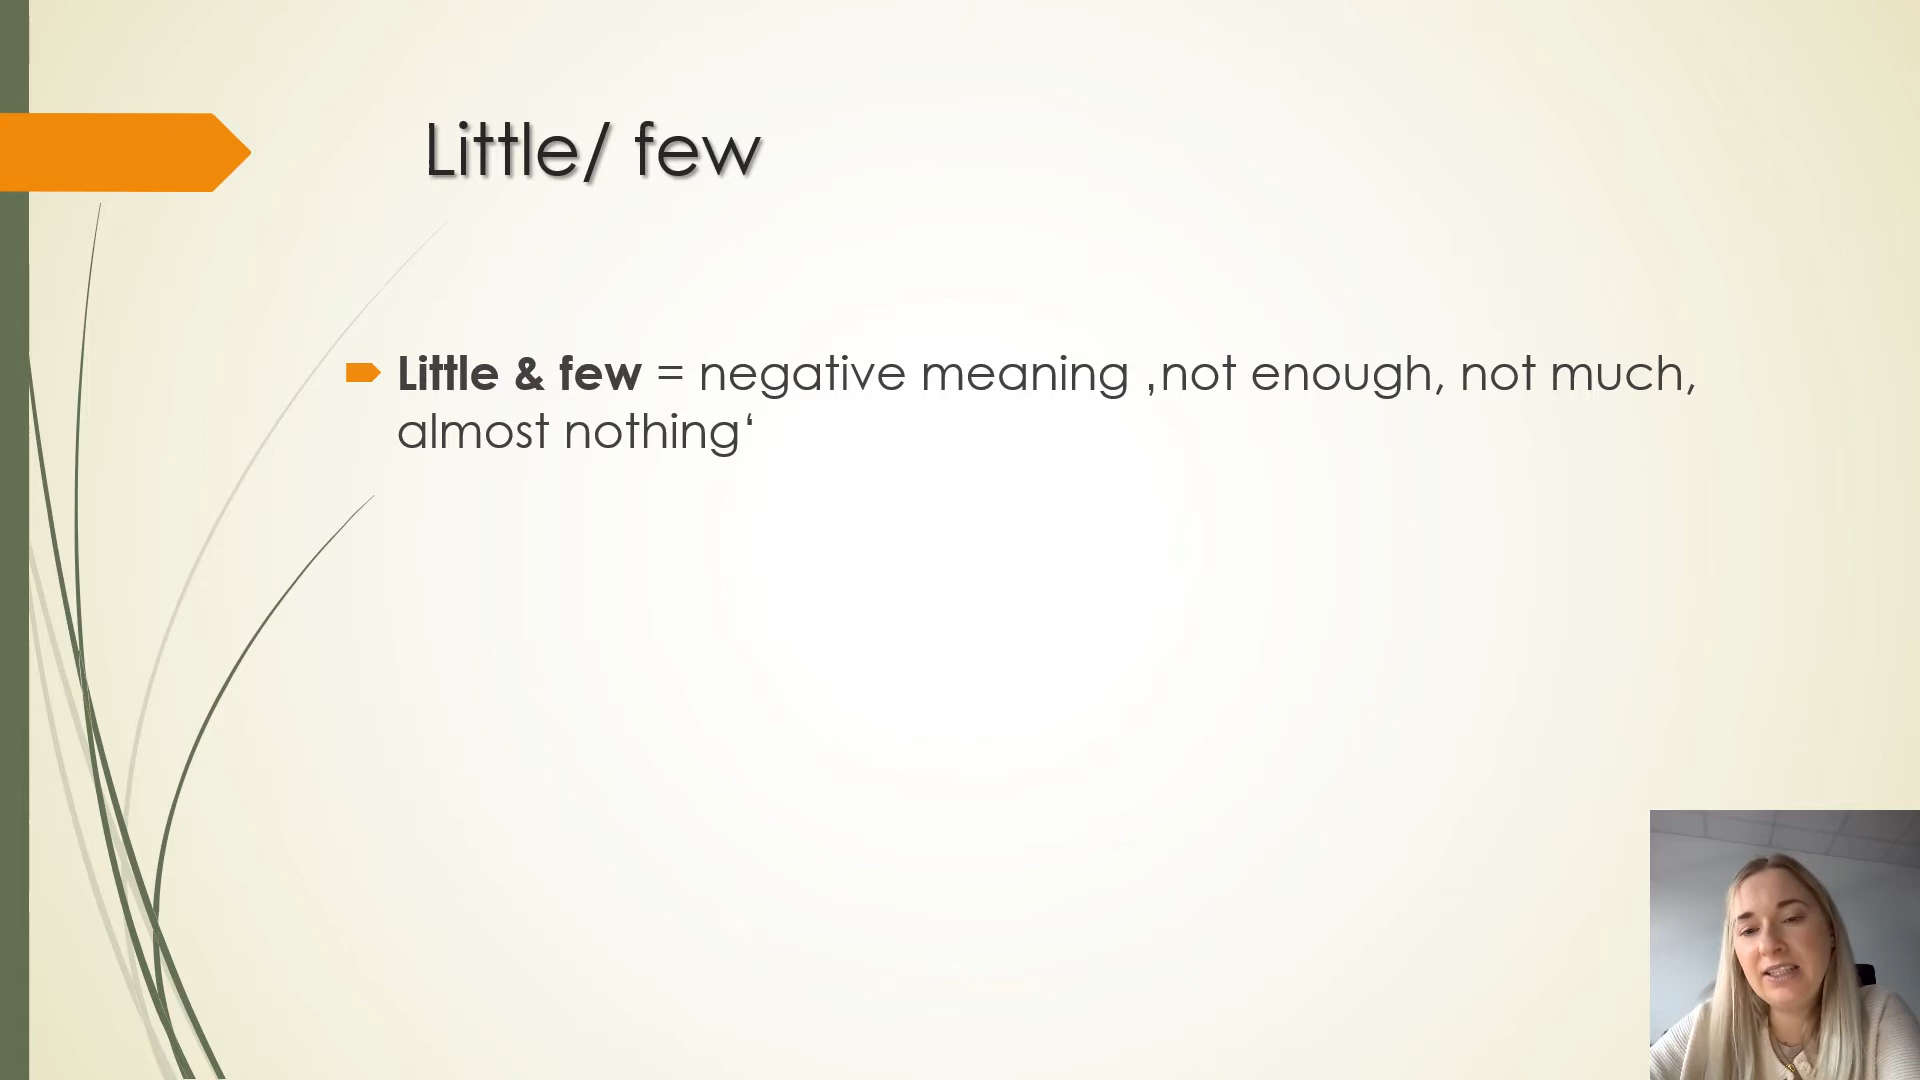 Little/ few
Little & few = negative meaning ‚not enough, not much,
almost nothing‘